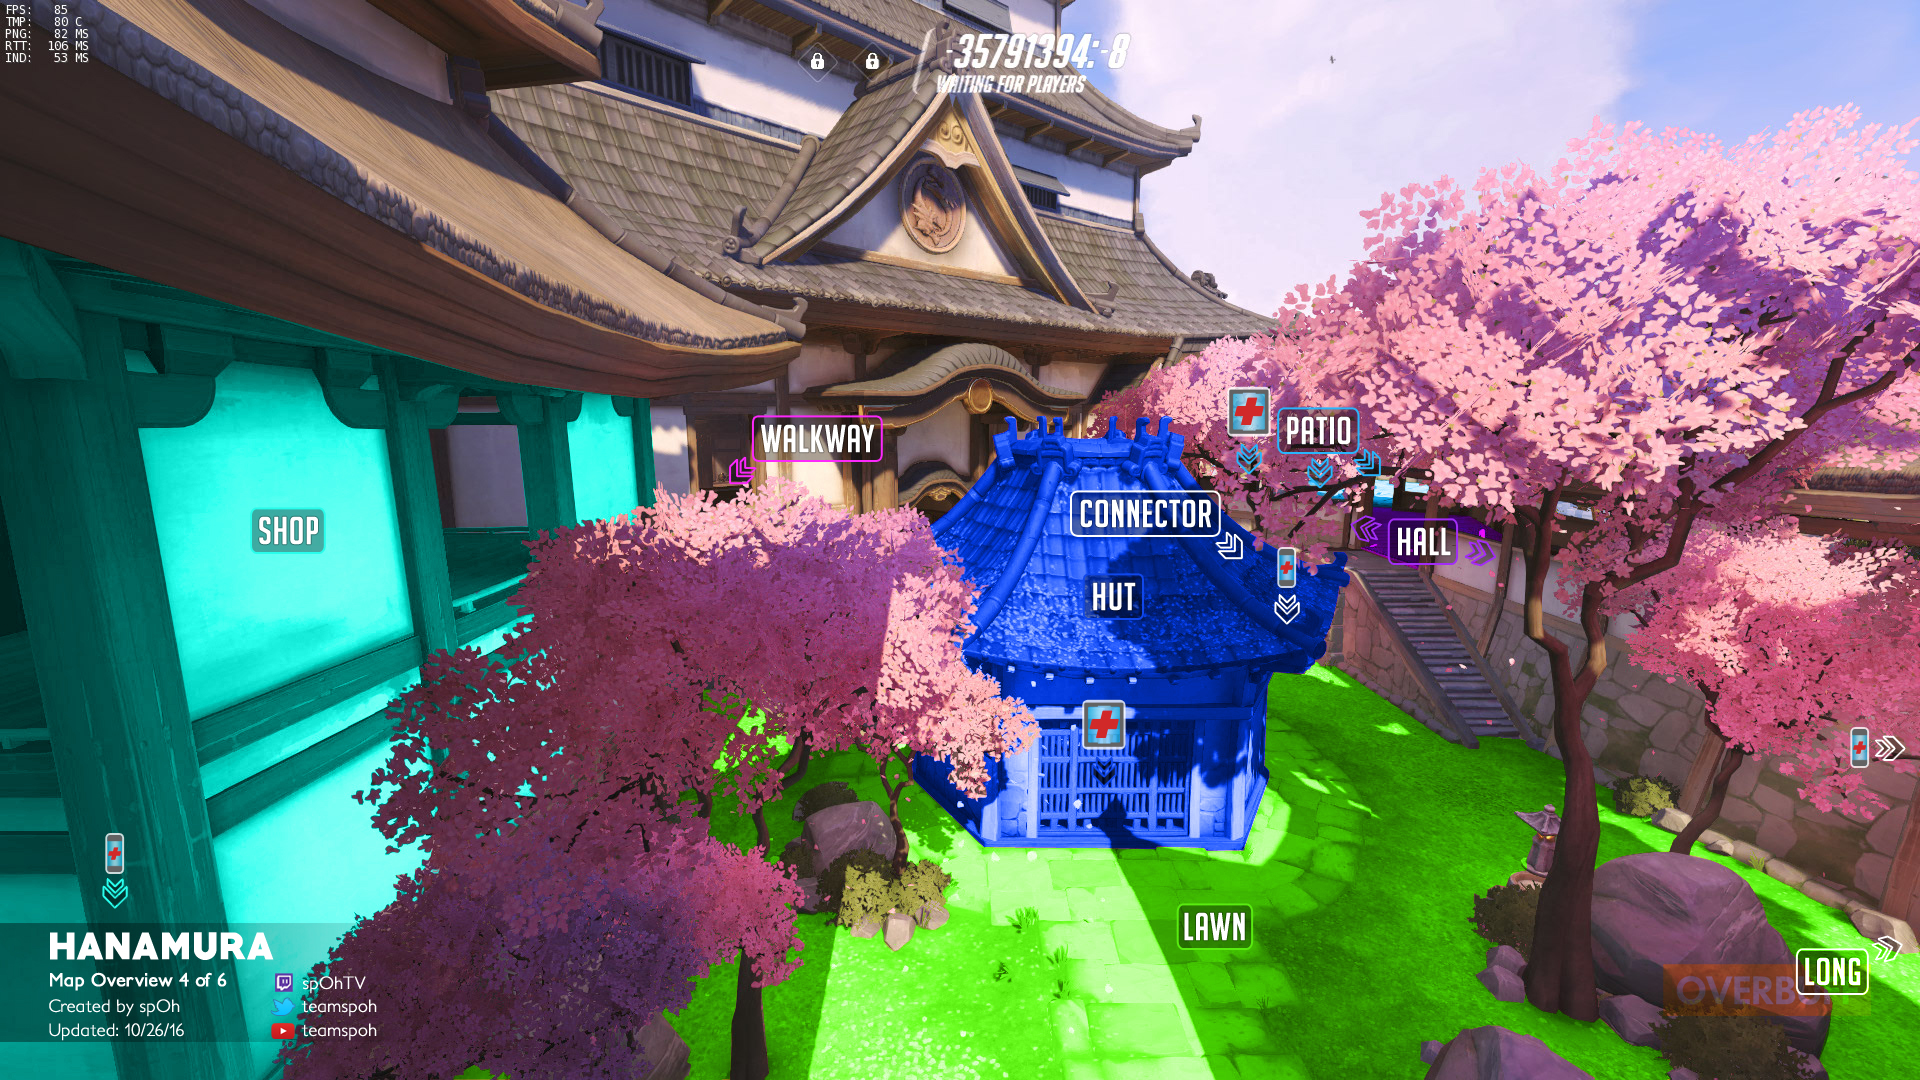 FPS: 85
TMP: 80 C
PNG: 82 MS
RTT: 106 MS
IND: 53 MS
-35791394:-8
WAITING FOR PLAYERS
WALKWAY
PATIO
CONNECTOR
HALL
SHOP
HUT
LAWN
LONG
HANAMURA
Map Overview 4 of 6
Created by spOh
Updated: 10/26/16
spOhTV
teamspoh
teamspoh